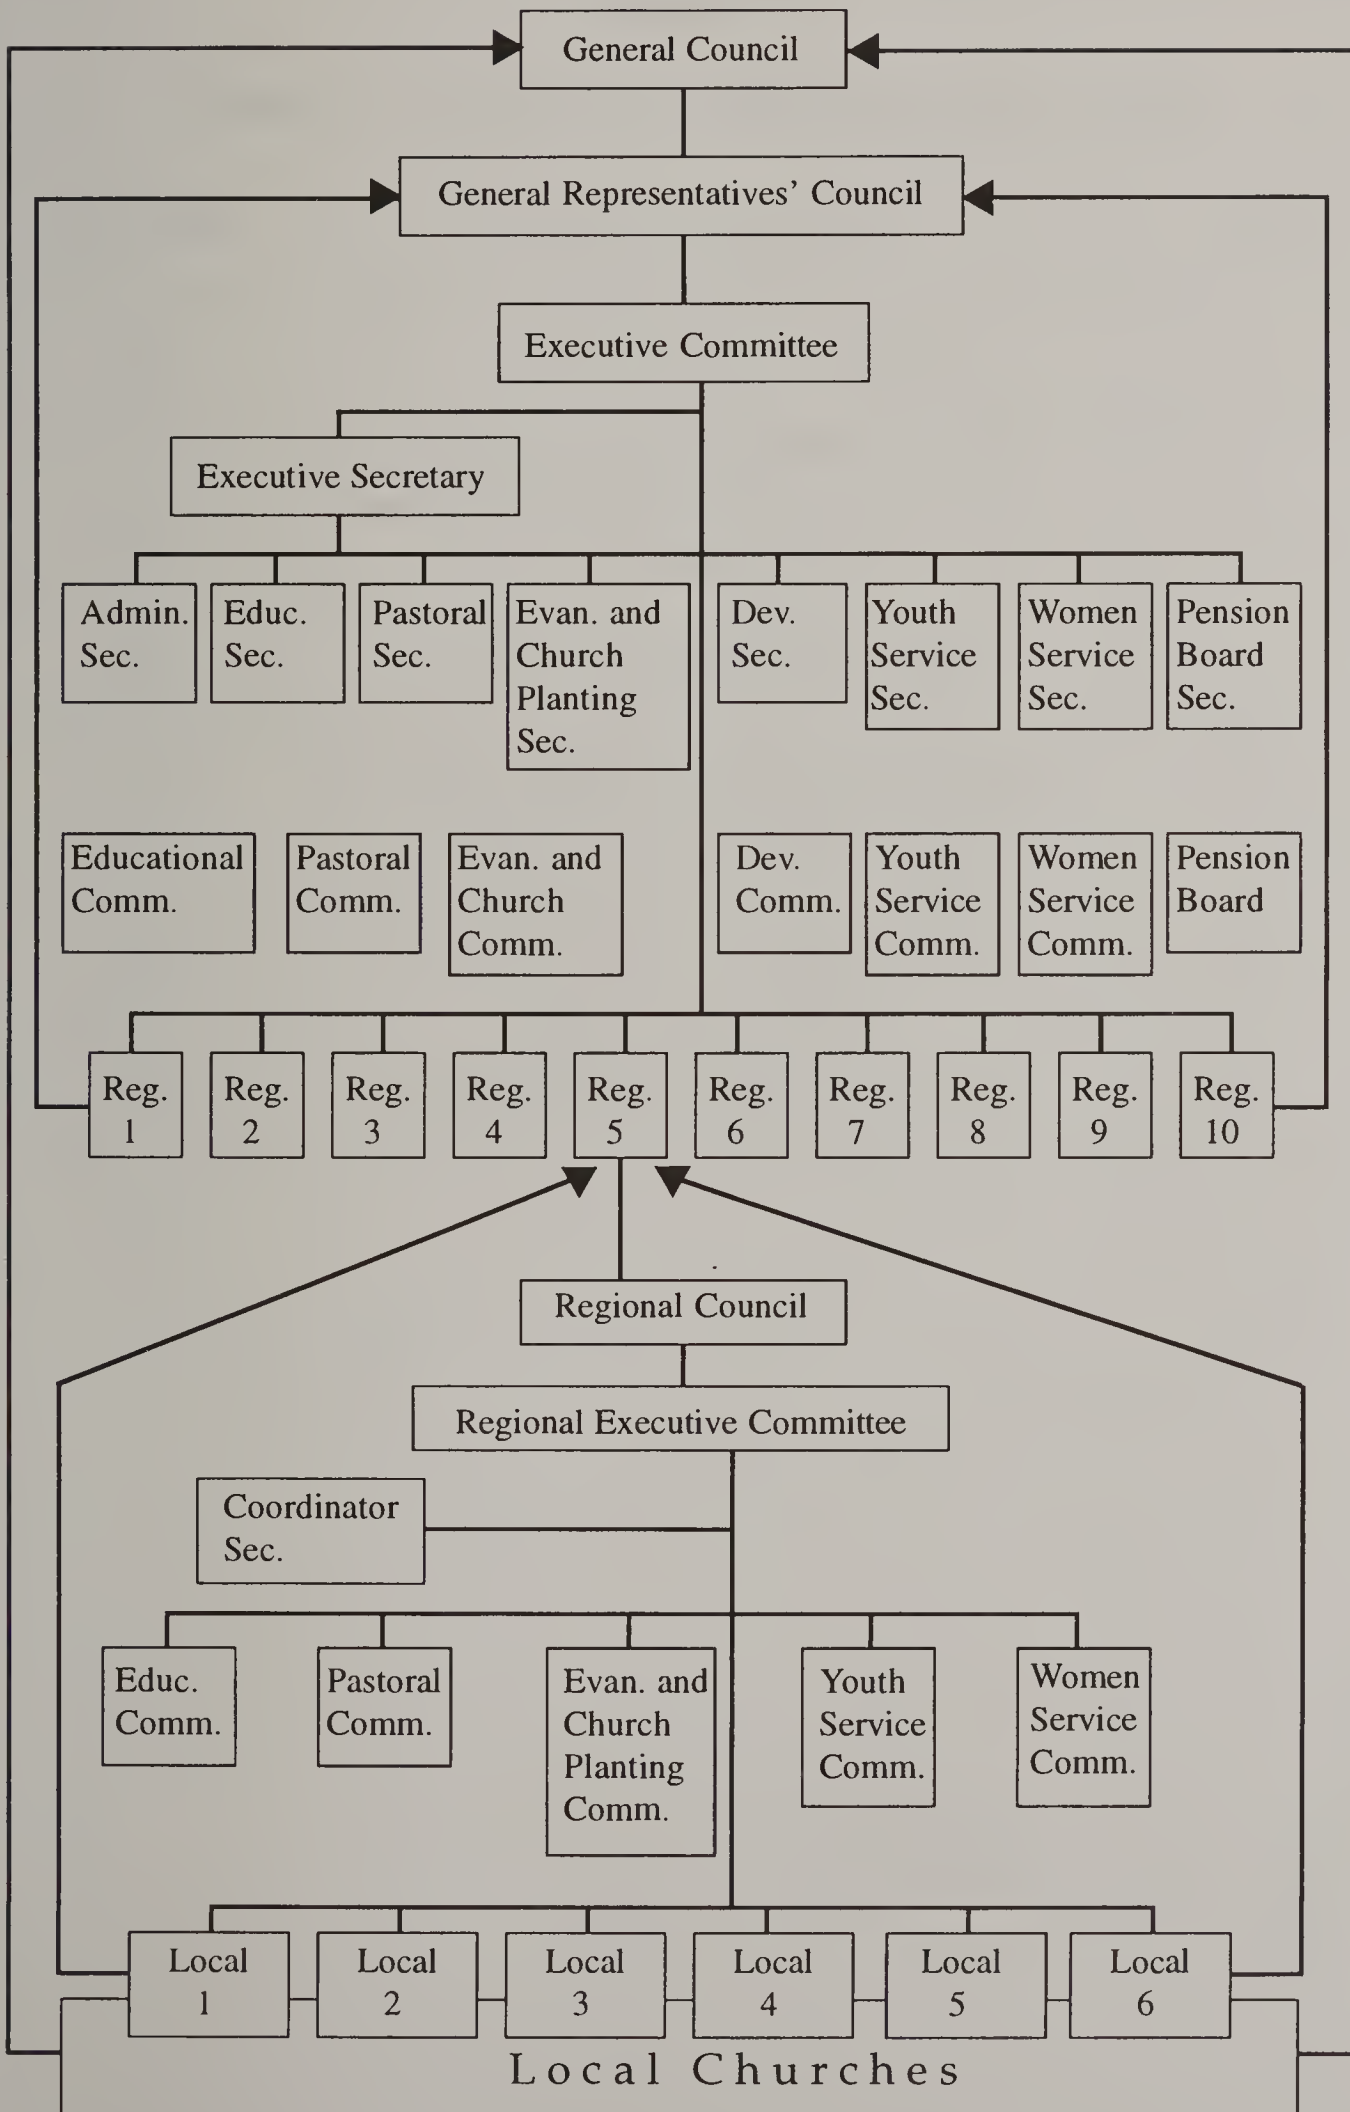 General Council
General Representatives' Council
Executive Committee
Executive Secretary
Admin.
Sec.
Educ.
Sec.
Pastoral
Sec.
Evan. and
Church
Planting
Sec.
Dev.
Sec.
Youth
Service
Sec.
Women
Service
Sec.
Pension
Board
Sec.
Educational
Comm.
Pastoral
Comm.
Evan. and
Church
Comm.
Dev.
Comm.
Youth
Service
Comm.
Women
Service
Comm.
Pension
Board
Reg.
1
Reg.
2
Reg.
3
Reg.
4
Reg.
5
Reg.
6
Reg.
7
Reg.
8
Reg.
9
Reg.
10
Regional Council
Regional Executive Committee
Coordinator
Sec.
Educ.
Comm.
Pastoral
Comm.
Evan. and
Church
Planting
Comm.
Youth
Service
Comm.
Women
Service
Comm.
Local
1
Local
2
Local
3
Local
4
Local
5
Local
6
Local Churches